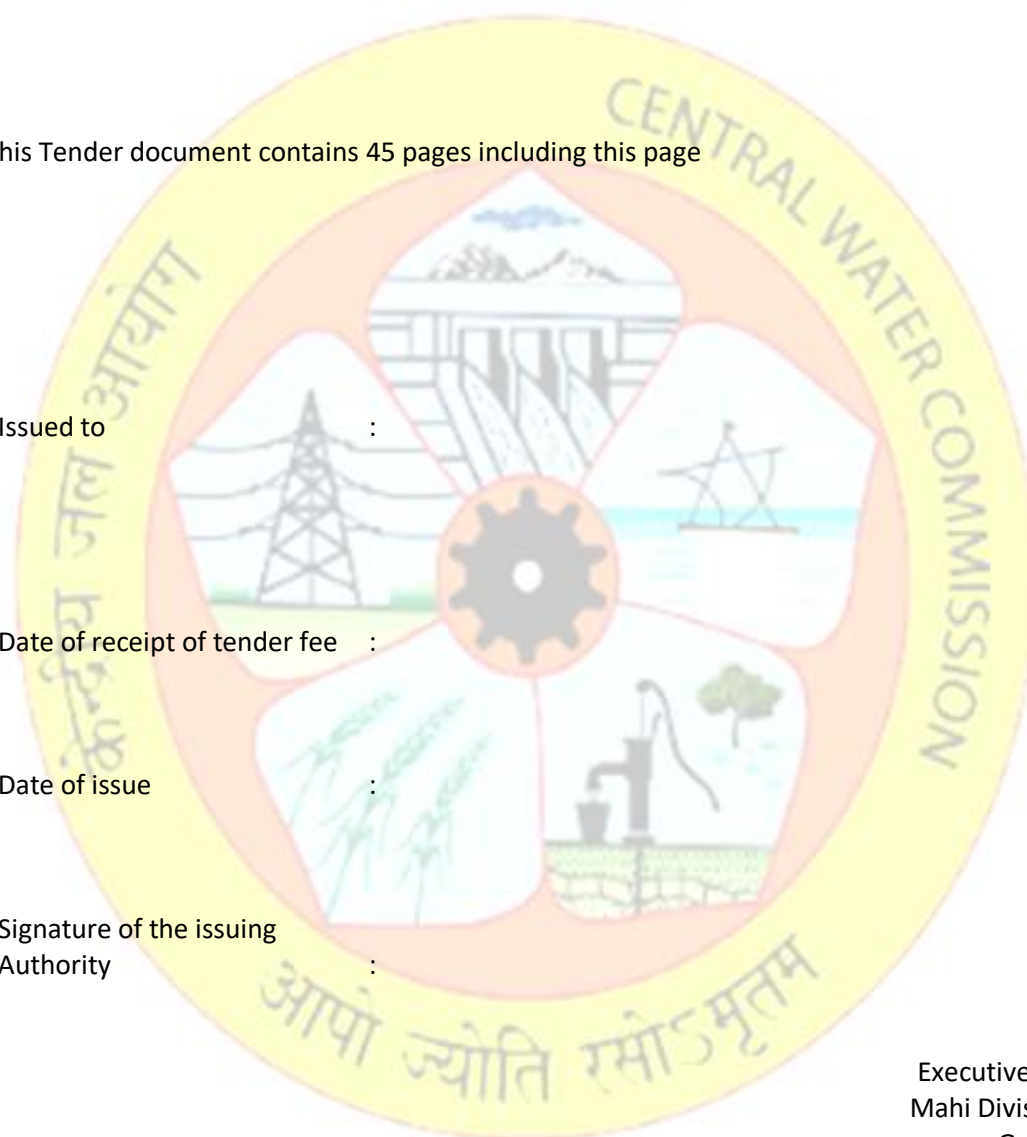 his Tender document contains 45 pages including this page
CENTRAL WATER COMMISSION
केन्द्रीय जल आयोग
Issued to :
Date of receipt of tender fee :
Date of issue :
Signature of the issuing
Authority :
आपो ज्योति रसोऽमृतम
Executive
Mahi Divis